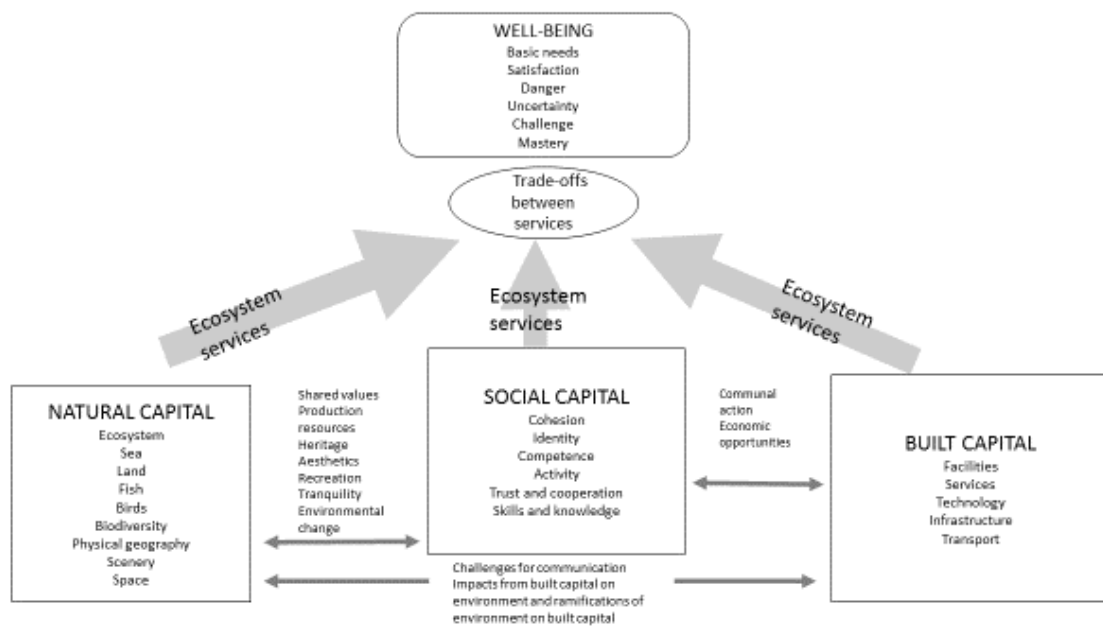 WELL-BEING
Basic needs
Satisfaction
Danger
Uncertainty
Challenge
Mastery
Trade-offs
between
services
Ecosystem
services
Ecosystem
services
Ecosystem
services
NATURAL CAPITAL
Ecosystem
Sea
Land
Fish
Birds
Biodiversity
Physical geography
Scenery
Space
Shared values
Production
resources
Heritage
Aesthetics
Recreation
Tranquility
Environmental
change
SOCIAL CAPITAL
Cohesion
Identity
Competence
Activity
Trust and cooperation
Skills and knowledge
Communal
action
Economic
opportunities
BUILT CAPITAL
Facilities
Services
Technology
Infrastructure
Transport
Challenges for communication
Impacts from built capital on
environment and ramifications of
environment on built capital